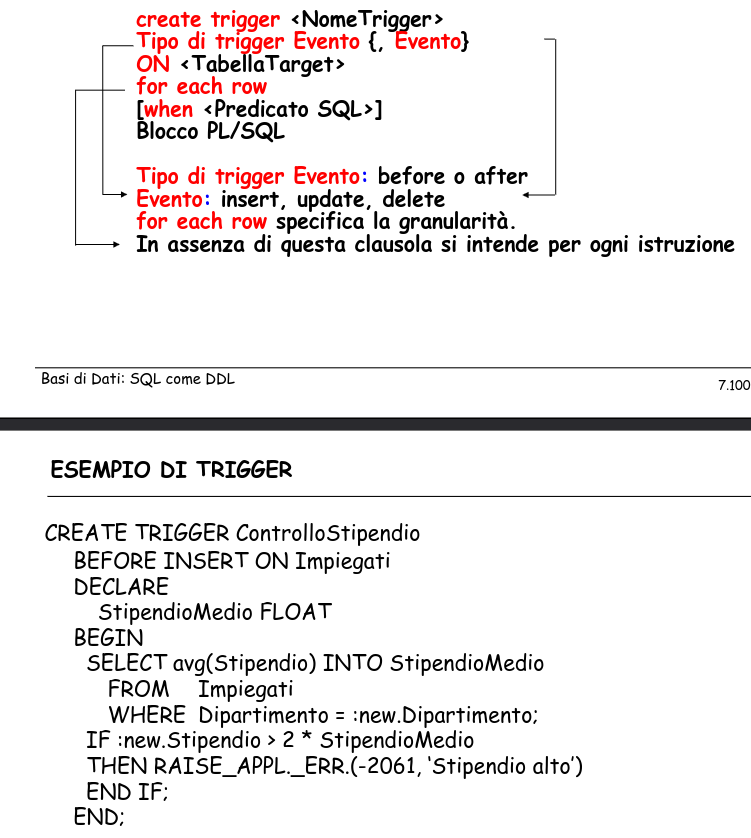 create trigger <NomeTrigger>
Tipo di trigger Evento {, Evento}
ON <TabellaTarget>
for each row
[when <Predicato SQL>]
Blocco PL/SQL
Tipo di trigger Evento: before o after
Evento: insert, update, delete
for each row specifica la granularità.
In assenza di questa clausola si intende per ogni istruzione
Basi di Dati: SQL come DDL
7.100
ESEMPIO DI TRIGGER
CREATE TRIGGER ControlloStipendio
BEFORE INSERT ON Impiegati
DECLARE
StipendioMedio FLOAT
BEGIN
SELECT avg(Stipendio) INTO StipendioMedio
FROM Impiegati
WHERE Dipartimento = :new.Dipartimento;
IF :new.Stipendio > 2 * StipendioMedio
THEN RAISE_APPL._ERR.(-2061, ‘Stipendio alto’)
END IF;
END;